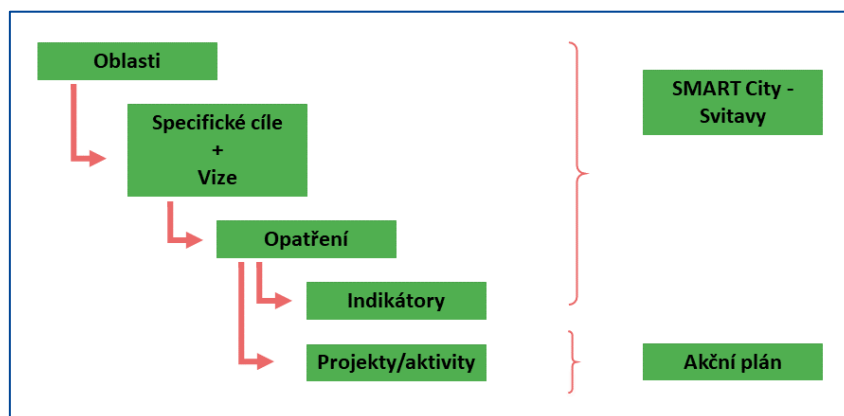 Oblasti
SMART City -
Svitavy
Specifické cíle
+
Vize
Opatření
Indikátory
Projekty/aktivity
Akční plán